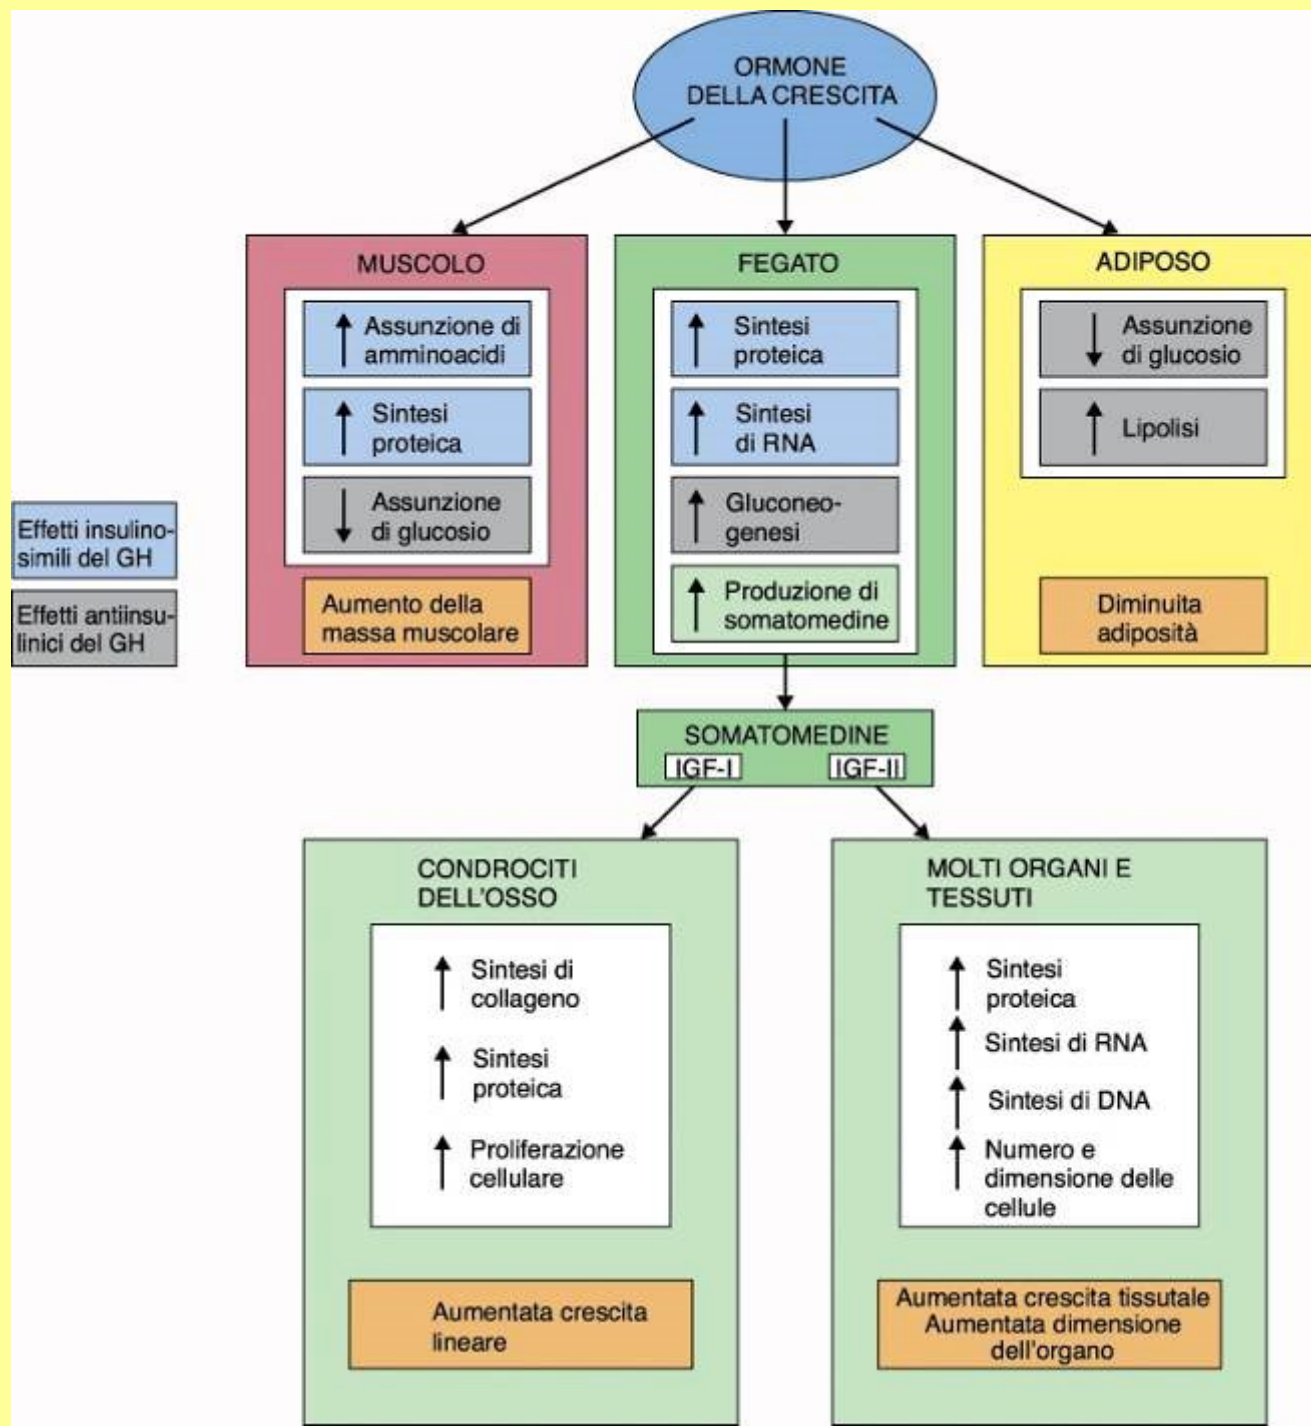 ORMONE
DELLA CRESCITA
MUSCOLO
Assunzione di
amminoacidi
Sintesi
proteica
Assunzione
di glucosio
Aumento della
massa muscolare
FEGATO
Sintesi
proteica
Sintesi
di RNA
Gluconeo-
genesi
Produzione di
somatomedine
ADIPOSO
Assunzione
di glucosio
Lipolisi
Diminuita
adiposità
Effetti insulino-
simili del GH
Effetti antiinsu-
linici del GH
SOMATOMEDINE
IGF-I
IGF-II
CONDROCITI
DELL'OSSO
Sintesi di
collageno
Sintesi
proteica
Proliferazione
cellulare
Aumentata crescita
lineare
MOLTI ORGANI E
TESSUTI
Sintesi
proteica
Sintesi di RNA
Sintesi di DNA
Numero e
dimensione delle
cellule
Aumentata crescita tissutale
Aumentata dimensione
dell'organo